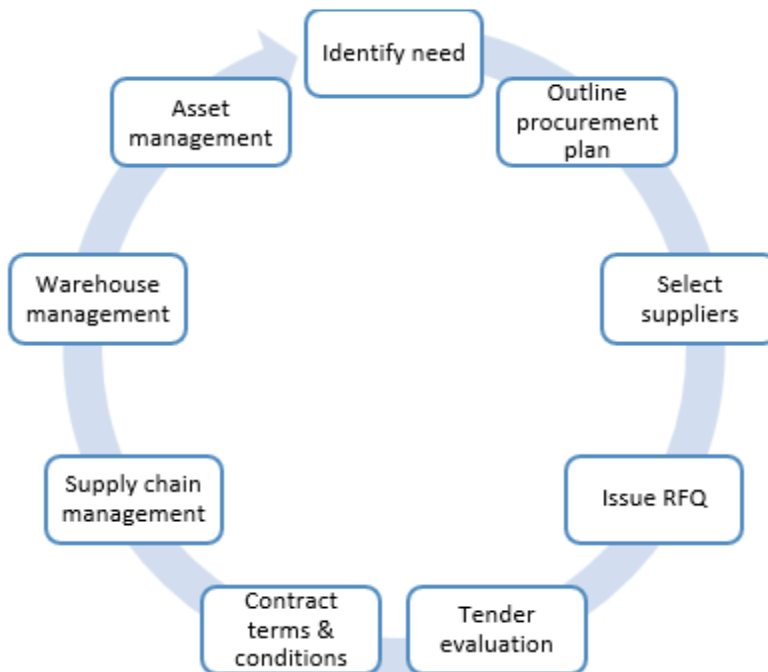 Identify need
Outline
procurement
plan
Select
suppliers
Issue RFQ
Tender
evaluation
Contract
terms &
conditions
Supply chain
management
Warehouse
management
Asset
management